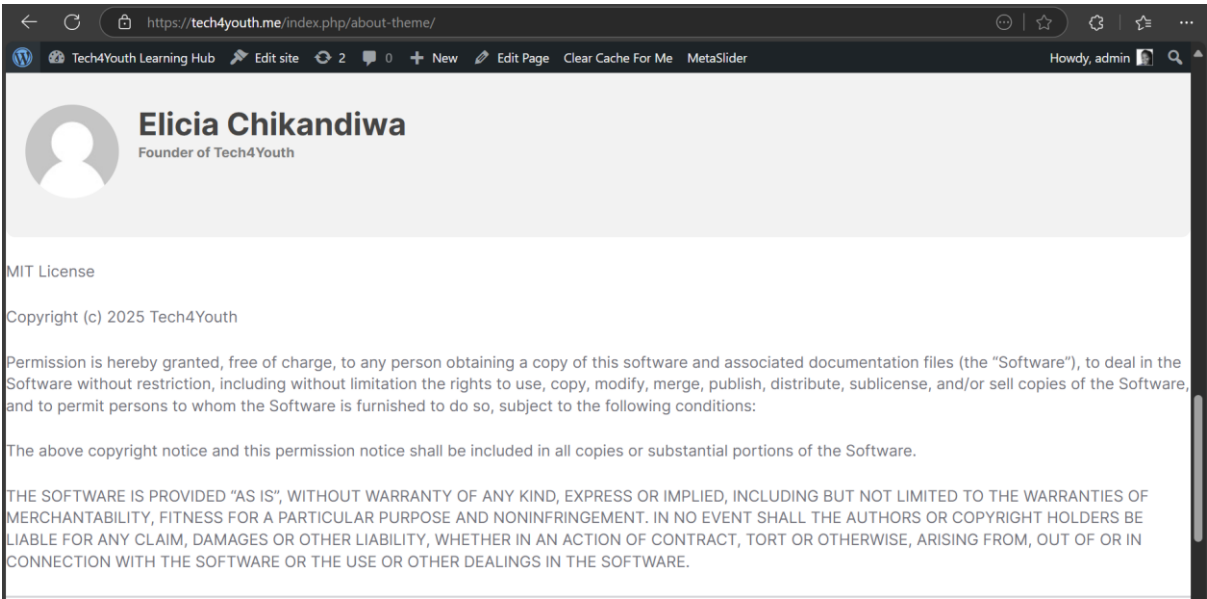 https://tech4youth.me/index.php/about-theme/
Tech4Youth Learning Hub Edit site 2 0 New Edit Page Clear Cache For Me MetaSlider Howdy, admin
Elicia Chikandiwa
Founder of Tech4Youth
MIT License
Copyright (c) 2025 Tech4Youth
Permission is hereby granted, free of charge, to any person obtaining a copy of this software and associated documentation files (the “Software”), to deal in the
Software without restriction, including without limitation the rights to use, copy, modify, merge, publish, distribute, sublicense, and/or sell copies of the Software,
and to permit persons to whom the Software is furnished to do so, subject to the following conditions:
The above copyright notice and this permission notice shall be included in all copies or substantial portions of the Software.
THE SOFTWARE IS PROVIDED “AS IS”, WITHOUT WARRANTY OF ANY KIND, EXPRESS OR IMPLIED, INCLUDING BUT NOT LIMITED TO THE WARRANTIES OF
MERCHANTABILITY, FITNESS FOR A PARTICULAR PURPOSE AND NONINFRINGEMENT. IN NO EVENT SHALL THE AUTHORS OR COPYRIGHT HOLDERS BE
LIABLE FOR ANY CLAIM, DAMAGES OR OTHER LIABILITY, WHETHER IN AN ACTION OF CONTRACT, TORT OR OTHERWISE, ARISING FROM, OUT OF OR IN
CONNECTION WITH THE SOFTWARE OR THE USE OR OTHER DEALINGS IN THE SOFTWARE.